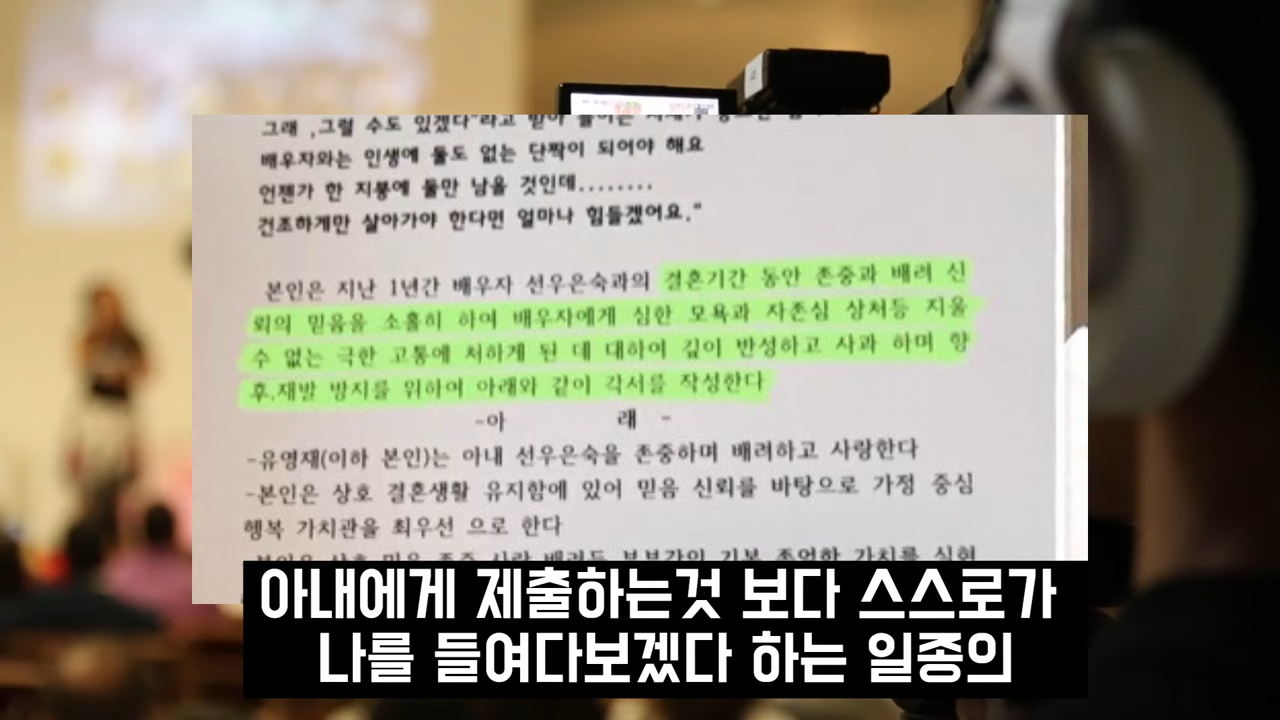 그래 ,그럴 수도 있겠다"라고 받아
배우자와는 인생에 둘도 없는 단짝이 되어야 해요
언젠가 한 지붕에 둘만 남을 것인데........
건조하게만 살아가야 한다면 얼마나 힘들겠어요."
본인은 지난 1년간 배우자 선우은숙과의 결혼기간 동안 존중과 배려 신
뢰의 믿음을 소홀히 하여 배우자에게 심한 모욕과 자존심 상처등 지울
수 없는 극한 고통에 처하게 된 데 대하여 깊이 반성하고 사과 하며 향
후.재발 방지를 위하여 아래와 같이 각서를 작성한다
-아 래 -
-유영재(이하 본인)는 아내 선우은숙을 존중하며 배려하고 사랑한다
-본인은 상호 결혼생활 유지함에 있어 믿음 신뢰를 바탕으로 가정 중심
행복 가치관을 최우선 으로 한다
아내에게 제출하는것 보다 스스로가
나를 들여다보겠다 하는 일종의